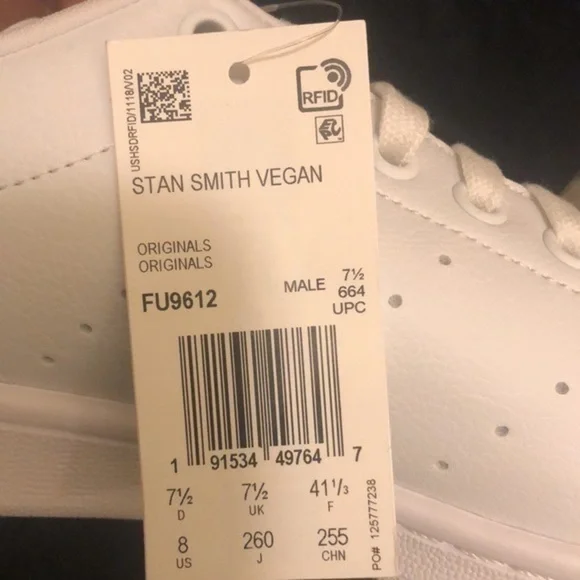 USHSDRFID/1118/V02
RFID
STAN SMITH VEGAN
ORIGINALS
ORIGINALS
FU9612
MALE 7½
664
UPC
1 91534 49764 7
7½ 7½ 41⅓
D UK F
8 260 255
US J CHN
PO# 125777238